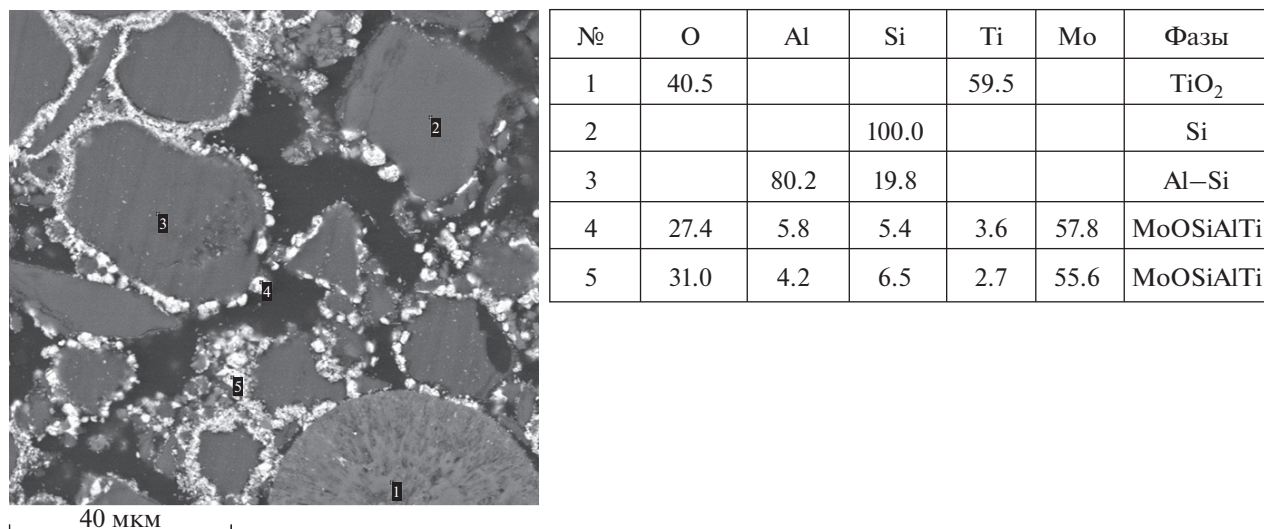 № O Al Si Ti Mo Фазы
1 40.5 59.5 TiO₂
2 100.0 Si
3 80.2 19.8 Al–Si
4 27.4 5.8 5.4 3.6 57.8 MoOSiAlTi
5 31.0 4.2 6.5 2.7 55.6 MoOSiAlTi
2
3
4
5
1
40 мкм